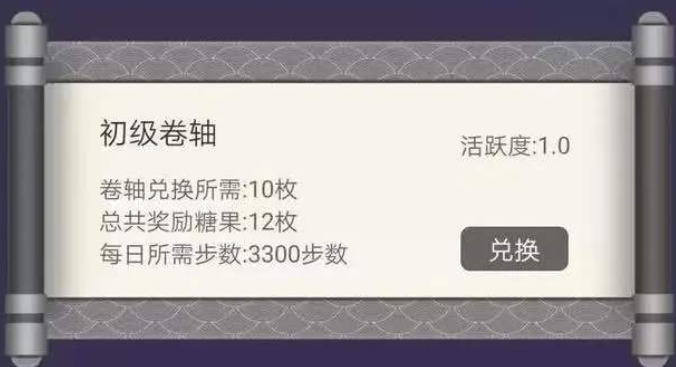 初级卷轴
活跃度:1.0
卷轴兑换所需:10枚
总共奖励糖果:12枚
每日所需步数:3300步数
兑换